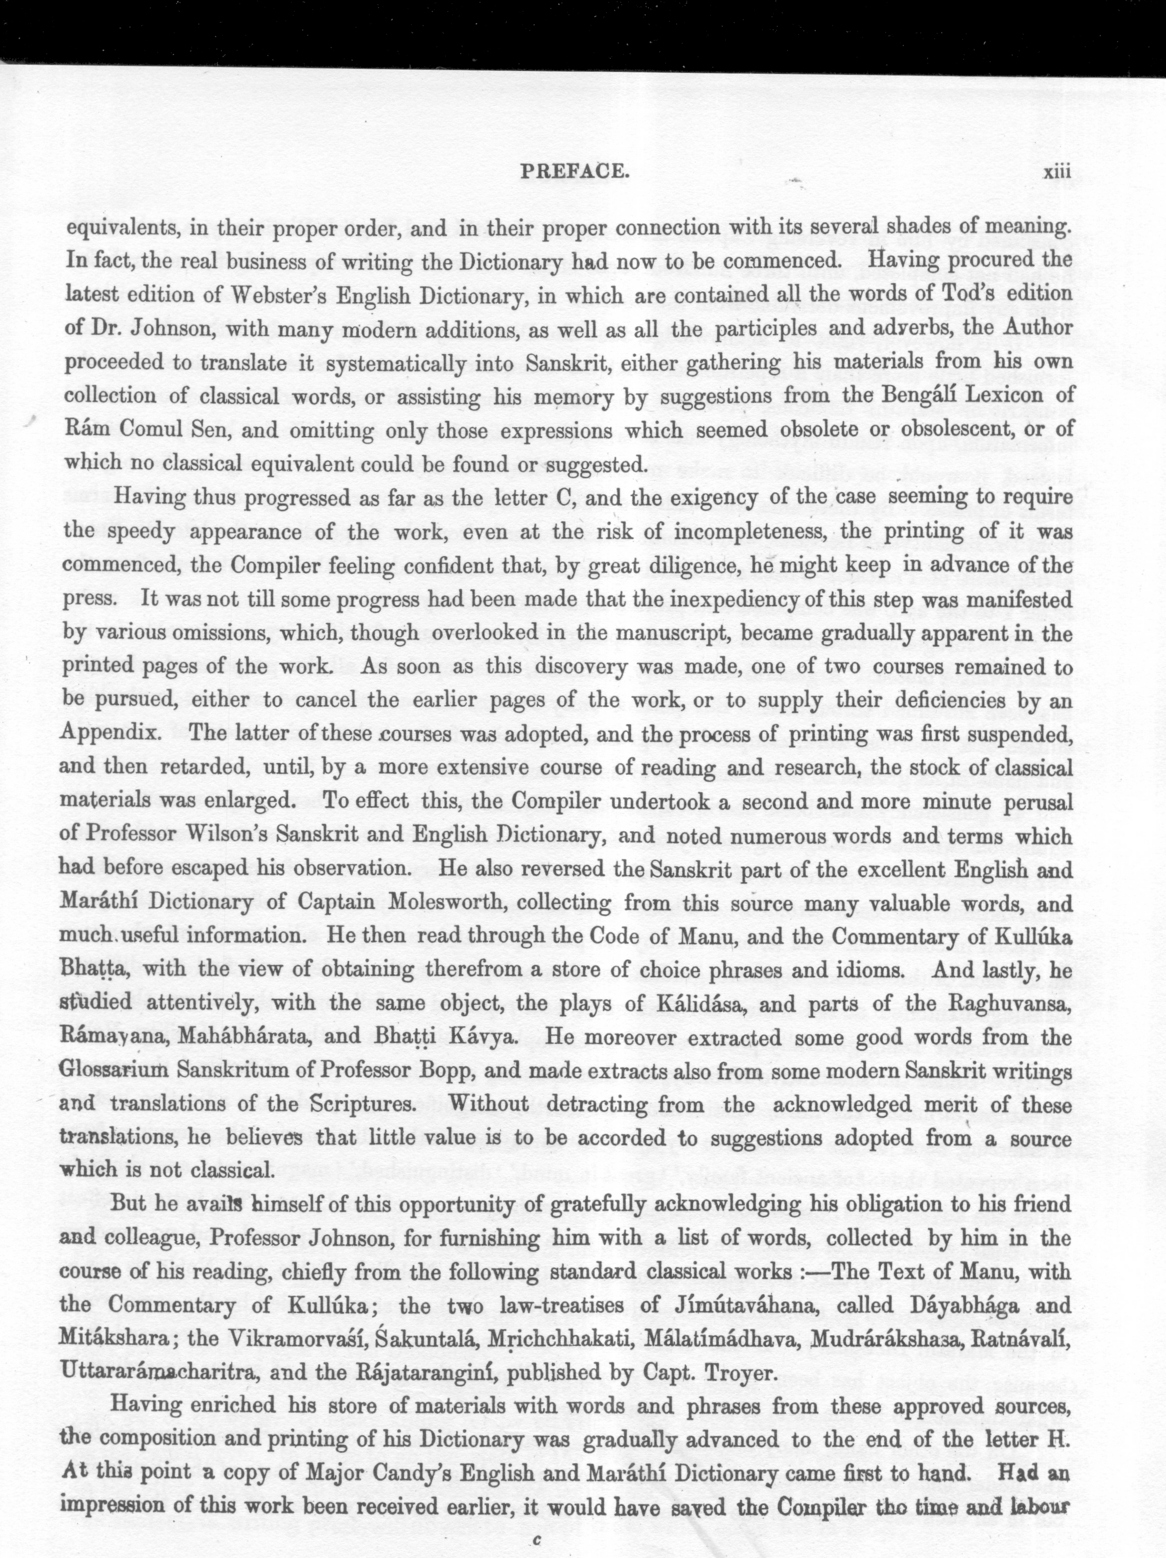 PREFACE. xiii
equivalents, in their proper order, and in their proper connection with its several shades of meaning.
In fact, the real business of writing the Dictionary had now to be commenced. Having procured the
latest edition of Webster's English Dictionary, in which are contained all the words of Tod's edition
of Dr. Johnson, with many modern additions, as well as all the participles and adverbs, the Author
proceeded to translate it systematically into Sanskrit, either gathering his materials from his own
collection of classical words, or assisting his memory by suggestions from the Bengálí Lexicon of
Rám Comul Sen, and omitting only those expressions which seemed obsolete or obsolescent, or of
which no classical equivalent could be found or suggested.
Having thus progressed as far as the letter C, and the exigency of the case seeming to require
the speedy appearance of the work, even at the risk of incompleteness, the printing of it was
commenced, the Compiler feeling confident that, by great diligence, he might keep in advance of the
press. It was not till some progress had been made that the inexpediency of this step was manifested
by various omissions, which, though overlooked in the manuscript, became gradually apparent in the
printed pages of the work. As soon as this discovery was made, one of two courses remained to
be pursued, either to cancel the earlier pages of the work, or to supply their deficiencies by an
Appendix. The latter of these courses was adopted, and the process of printing was first suspended,
and then retarded, until, by a more extensive course of reading and research, the stock of classical
materials was enlarged. To effect this, the Compiler undertook a second and more minute perusal
of Professor Wilson's Sanskrit and English Dictionary, and noted numerous words and terms which
had before escaped his observation. He also reversed the Sanskrit part of the excellent English and
Maráthí Dictionary of Captain Molesworth, collecting from this source many valuable words, and
much useful information. He then read through the Code of Manu, and the Commentary of Kullúka
Bhaṭṭa, with the view of obtaining therefrom a store of choice phrases and idioms. And lastly, he
studied attentively, with the same object, the plays of Kálidása, and parts of the Raghuvansa,
Rámayana, Mahábhárata, and Bhaṭṭi Kávya. He moreover extracted some good words from the
Glossarium Sanskritum of Professor Bopp, and made extracts also from some modern Sanskrit writings
and translations of the Scriptures. Without detracting from the acknowledged merit of these
translations, he believes that little value is to be accorded to suggestions adopted from a source
which is not classical.
But he avails himself of this opportunity of gratefully acknowledging his obligation to his friend
and colleague, Professor Johnson, for furnishing him with a list of words, collected by him in the
course of his reading, chiefly from the following standard classical works :—The Text of Manu, with
the Commentary of Kullúka; the two law-treatises of Jímútaváhana, called Dáyabhága and
Mitákshara; the Vikramorvaśí, Śakuntalá, Mṛichchhakati, Málatímádhava, Mudrárákshasa, Ratnávalí,
Uttararámacharitra, and the Rájataranginí, published by Capt. Troyer.
Having enriched his store of materials with words and phrases from these approved sources,
the composition and printing of his Dictionary was gradually advanced to the end of the letter H.
At this point a copy of Major Candy's English and Maráthí Dictionary came first to hand. Had an
impression of this work been received earlier, it would have saved the Compiler the time and labour
c